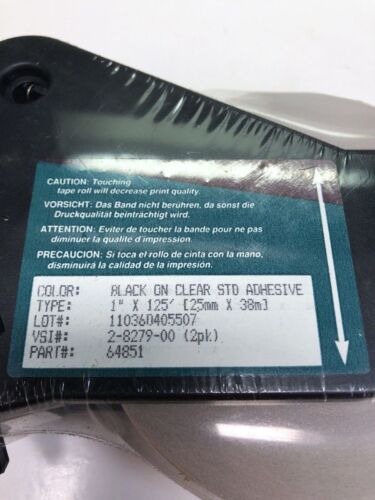 CAUTION: Touching
tape roll will decrease print quality.
VORSICHT: Das Band nicht berühren, da sonst die
Druckqualität beinträchtigt wird.
ATTENTION: Eviter de toucher la bande pour ne pas
diminuer la qualité d'impression.
PRECAUCION: Si toca el rollo de cinta con la mano,
disminuirá la calidad de la impresión.
COLOR: BLACK ON CLEAR STD ADHESIVE
TYPE: 1" X 125' [25mm X 38m]
LOT#: 110360405507
VSI#: 2-8279-00 (2pk)
PART#: 64851